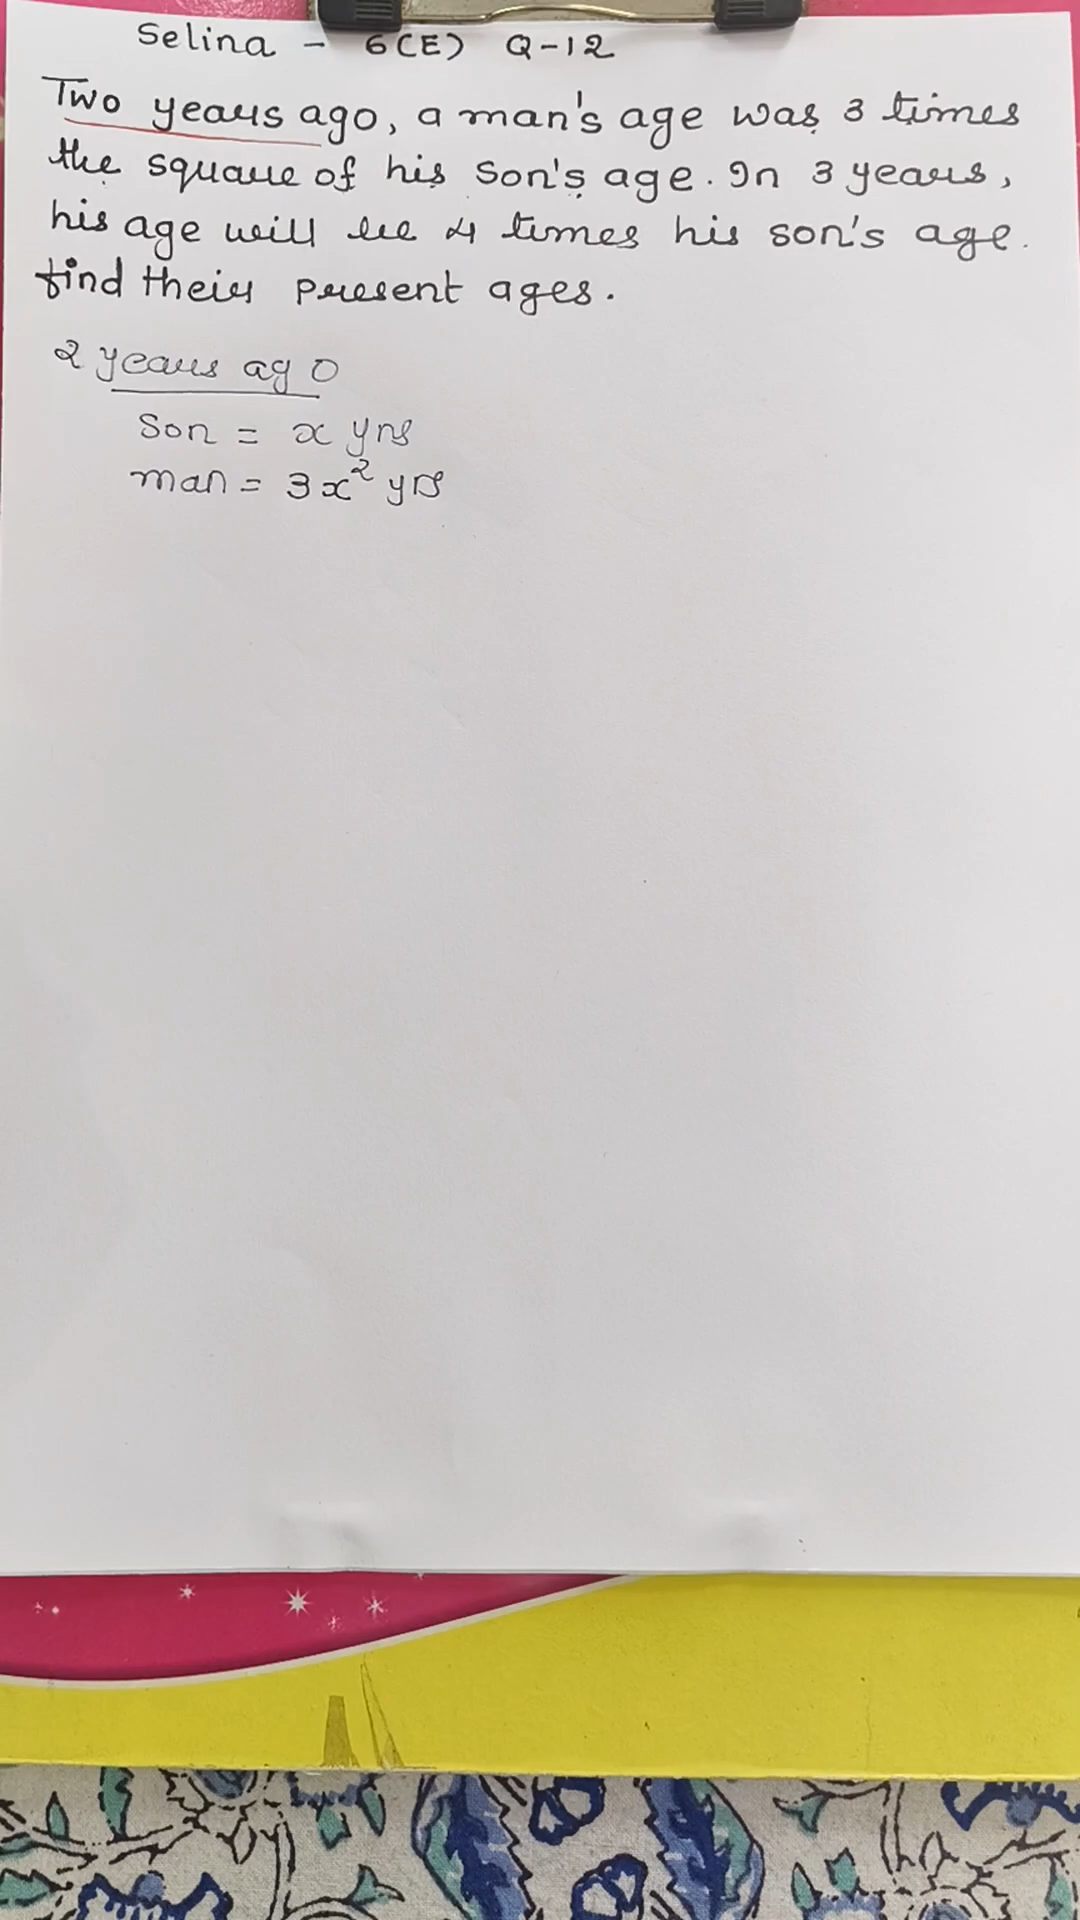 Selina - 6(E) Q-12
Two years ago, a man's age was 3 times
the square of his son's age. In 3 years,
his age will be 4 times his son's age.
find their present ages.
2 years ago
Son = x yrs
man = 3x² yrs